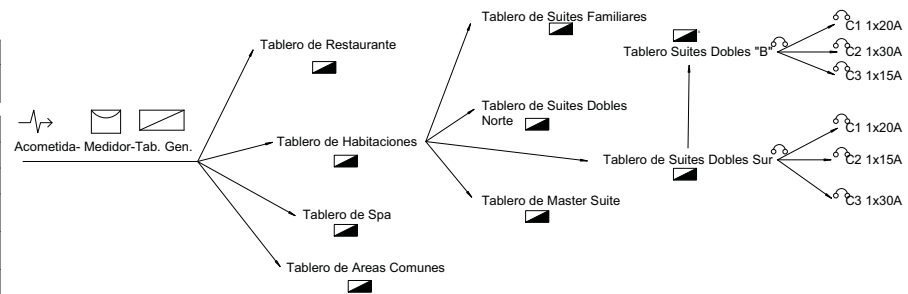 Acometida- Medidor-Tab. Gen.
Tablero de Restaurante
Tablero de Habitaciones
Tablero de Spa
Tablero de Areas Comunes
Tablero de Suites Familiares
Tablero de Suites Dobles
Norte
Tablero de Master Suite
Tablero Suites Dobles "B"
Tablero de Suites Dobles Sur
C1 1x20A
C2 1x30A
C3 1x15A
C1 1x20A
C2 1x15A
C3 1x30A